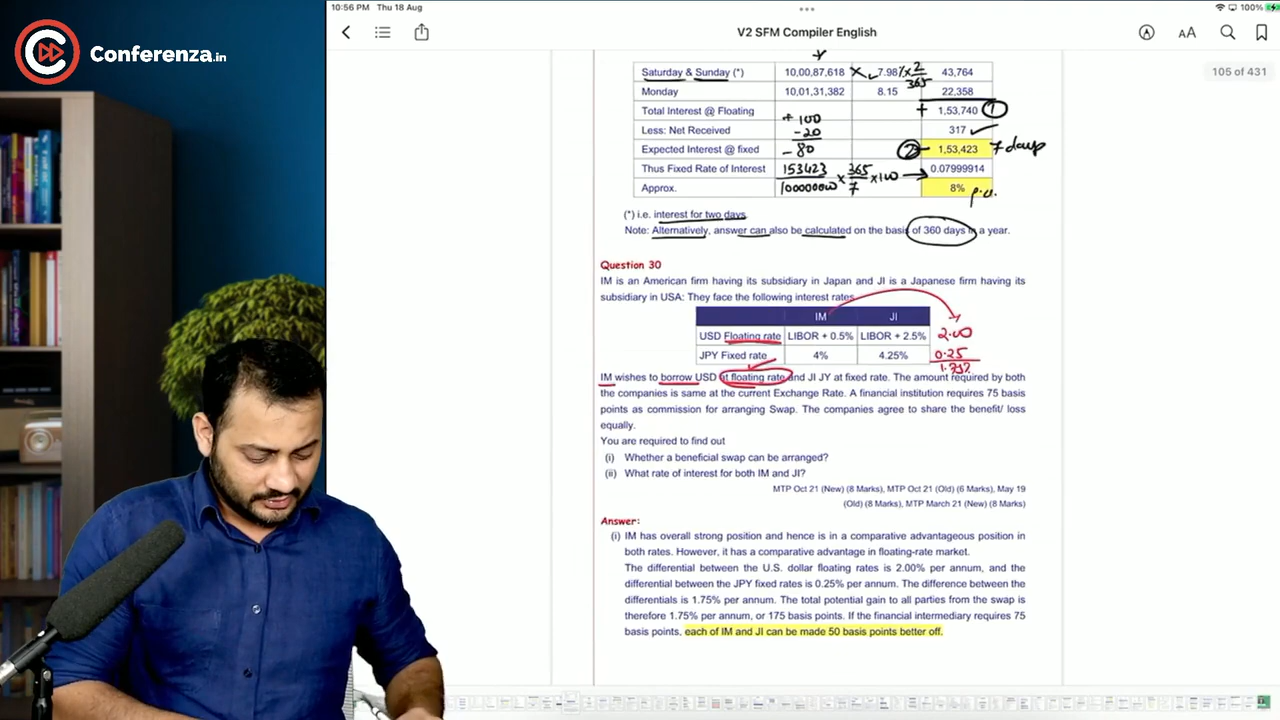 10:56 PM Thu 18 Aug
100%
Conferenza.in
V2 SFM Compiler English
AA
105 of 431
Saturday & Sunday (*) 10,00,87,618 7.98% x 2/365 43,764
Monday 10,01,31,382 8.15 22,358
Total Interest @ Floating + 1,53,740 1
+ 100
Less: Net Received 317
- 20
Expected Interest @ fixed - 80 2 - 1,53,423 7 days
Thus Fixed Rate of Interest 153423 x 365 x 100 0.07999914
Approx. 100000000 7 8% p.a.
(*) i.e. interest for two days
Note: Alternatively, answer can also be calculated on the basis of 360 days in a year.
Question 30
IM is an American firm having its subsidiary in Japan and JI is a Japanese firm having its
subsidiary in USA: They face the following interest rates
IM JI
USD Floating rate LIBOR + 0.5% LIBOR + 2.5% 2.00
JPY Fixed rate 4% 4.25% 0.25
1.75%
IM wishes to borrow USD at floating rate and JI JY at fixed rate. The amount required by both
the companies is same at the current Exchange Rate. A financial institution requires 75 basis
points as commission for arranging Swap. The companies agree to share the benefit/ loss
equally.
You are required to find out
(i) Whether a beneficial swap can be arranged?
(ii) What rate of interest for both IM and JI?
MTP Oct 21 (New) (8 Marks), MTP Oct 21 (Old) (6 Marks), May 19
(Old) (8 Marks), MTP March 21 (New) (8 Marks)
Answer:
(i) IM has overall strong position and hence is in a comparative advantageous position in
both rates. However, it has a comparative advantage in floating-rate market.
The differential between the U.S. dollar floating rates is 2.00% per annum, and the
differential between the JPY fixed rates is 0.25% per annum. The difference between the
differentials is 1.75% per annum. The total potential gain to all parties from the swap is
therefore 1.75% per annum, or 175 basis points. If the financial intermediary requires 75
basis points, each of IM and JI can be made 50 basis points better off.